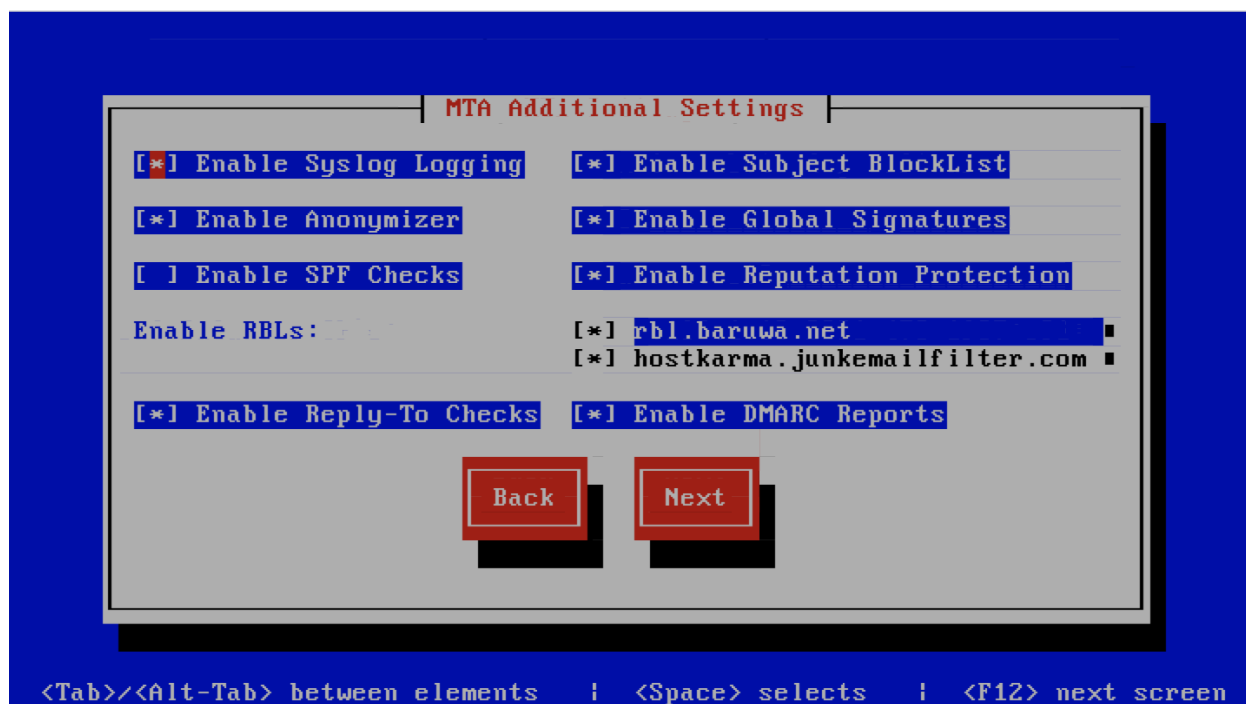 MTA Additional Settings
[*] Enable Syslog Logging [*] Enable Subject BlockList
[*] Enable Anonymizer [*] Enable Global Signatures
[ ] Enable SPF Checks [*] Enable Reputation Protection
Enable RBLs: [*] rbl.baruwa.net
[*] hostkarma.junkemailfilter.com
[*] Enable Reply-To Checks [*] Enable DMARC Reports
Back Next
<Tab>/<Alt-Tab> between elements | <Space> selects | <F12> next screen